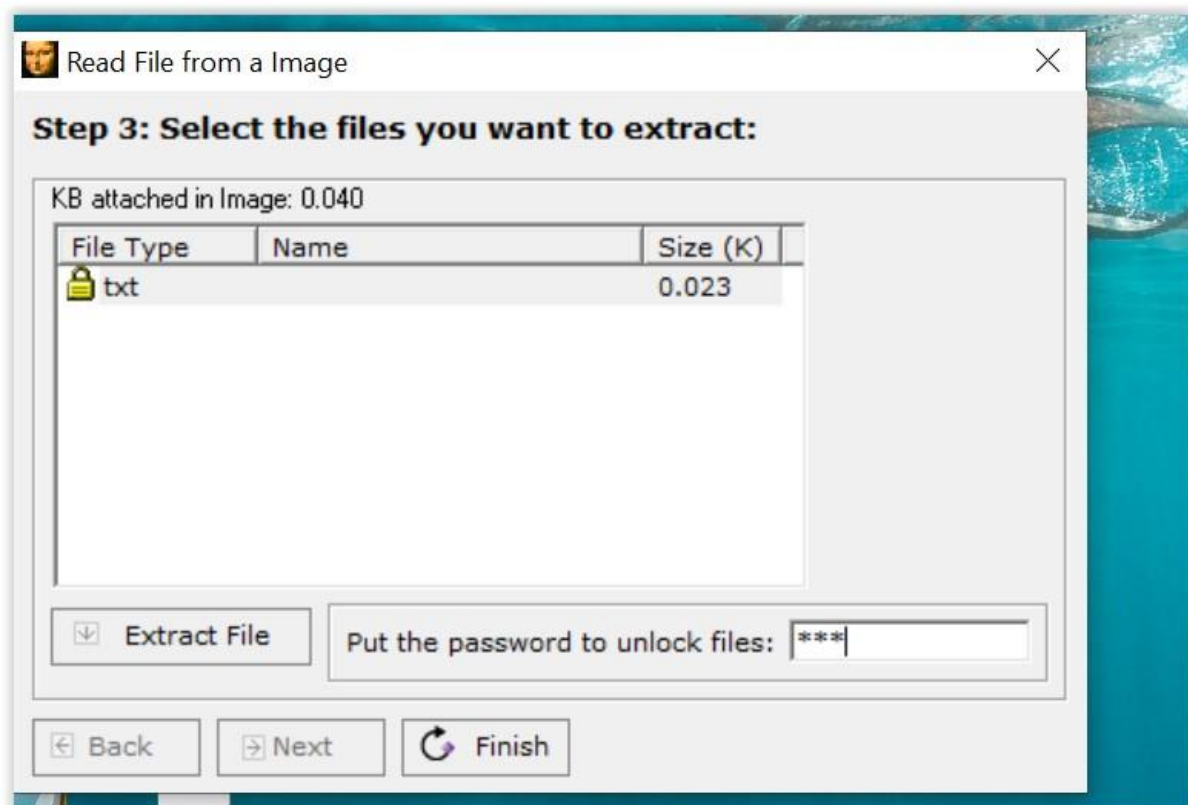 Read File from a Image
Step 3: Select the files you want to extract:
KB attached in Image: 0.040
File Type Name Size (K)
txt 0.023
Extract File
Put the password to unlock files: ***
Back Next Finish